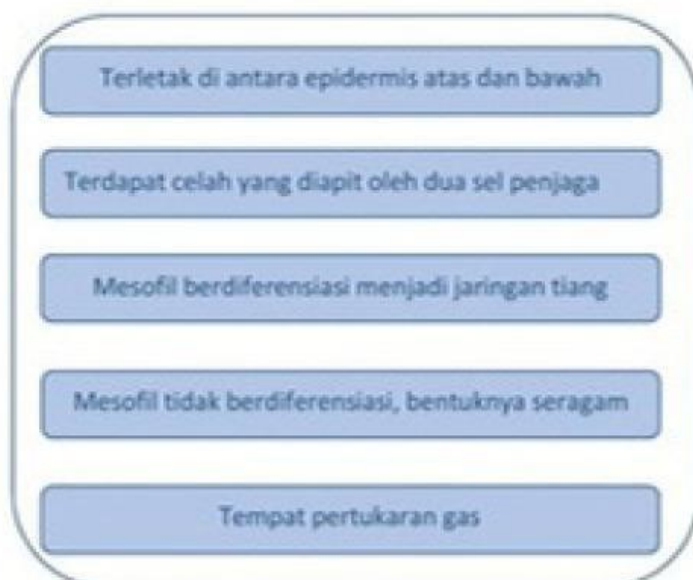 Terletak di antara epidermis atas dan bawah
Terdapat celah yang diapit oleh dua sel penjaga
Mesofil berdiferensiasi menjadi jaringan tiang
Mesofil tidak berdiferensiasi, bentuknya seragam
Tempat pertukaran gas